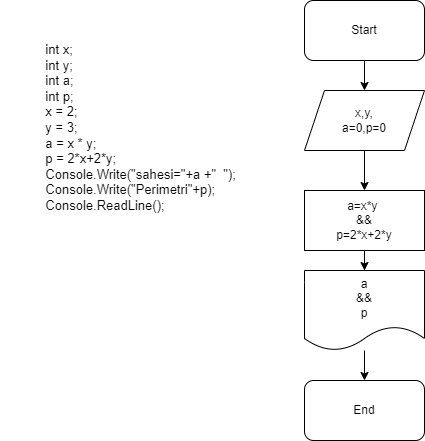 int x;
int y;
int a;
int p;
x = 2;
y = 3;
a = x * y;
p = 2*x+2*y;
Console.Write("sahesi="+a +"  ");
Console.Write("Perimetri"+p);
Console.ReadLine();
Start
x,y,
a=0,p=0
a=x*y
&&
p=2*x+2*y
a
&&
p
End